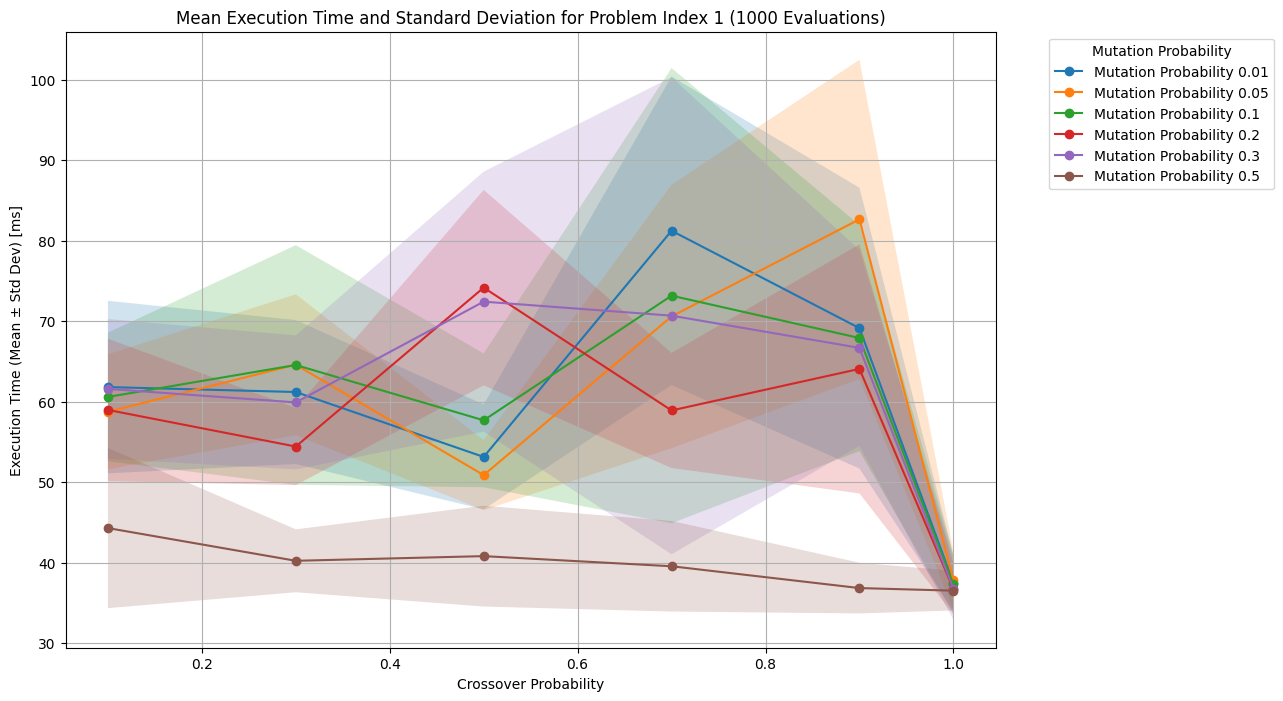 Mean Execution Time and Standard Deviation for Problem Index 1 (1000 Evaluations)
Execution Time (Mean ± Std Dev) [ms]
100
90
80
70
60
50
40
30
0.2
0.4
0.6
0.8
1.0
Crossover Probability
Mutation Probability
Mutation Probability 0.01
Mutation Probability 0.05
Mutation Probability 0.1
Mutation Probability 0.2
Mutation Probability 0.3
Mutation Probability 0.5